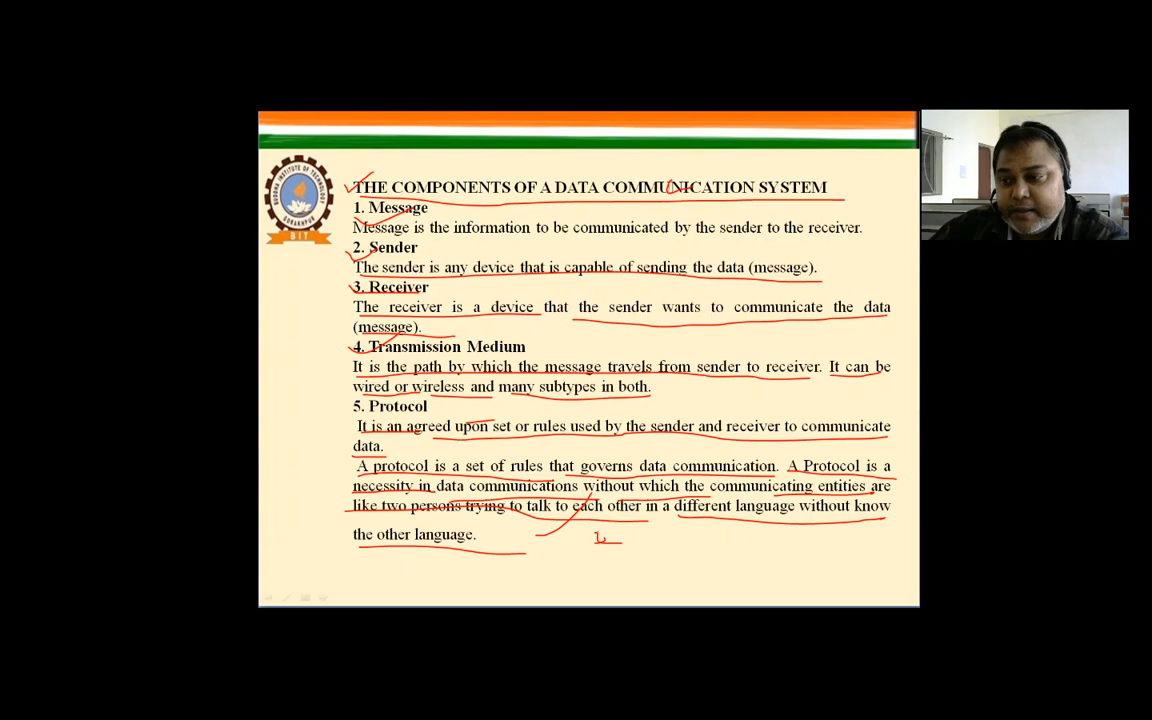 THE COMPONENTS OF A DATA COMMUNICATION SYSTEM
1. Message
Message is the information to be communicated by the sender to the receiver.
2. Sender
The sender is any device that is capable of sending the data (message).
3. Receiver
The receiver is a device that the sender wants to communicate the data
(message).
4. Transmission Medium
It is the path by which the message travels from sender to receiver. It can be
wired or wireless and many subtypes in both.
5. Protocol
It is an agreed upon set or rules used by the sender and receiver to communicate
data.
A protocol is a set of rules that governs data communication. A Protocol is a
necessity in data communications without which the communicating entities are
like two persons trying to talk to each other in a different language without know
the other language.
BUDDHA INSTITUTE OF TECHNOLOGY
GORAKHPUR
BIT